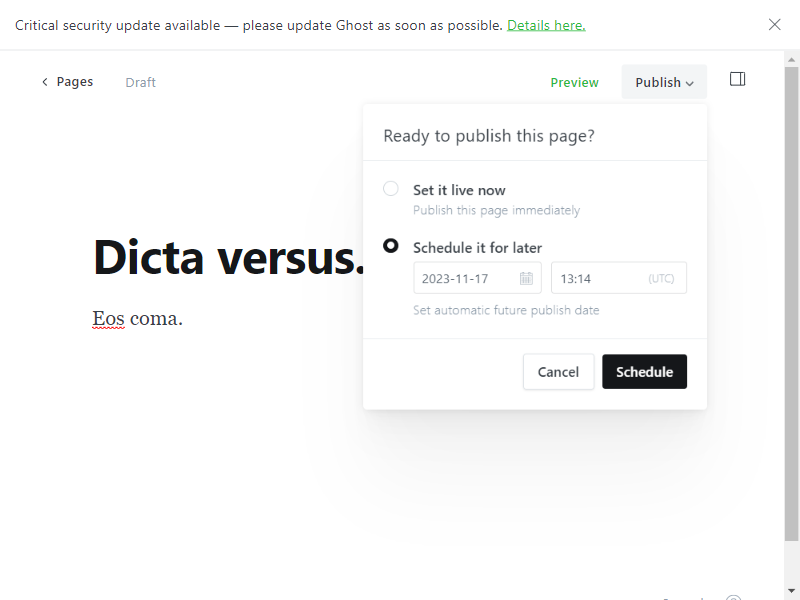 Critical security update available — please update Ghost as soon as possible. Details here.
Pages
Draft
Preview
Publish
Ready to publish this page?
Set it live now
Publish this page immediately
Schedule it for later
2023-11-17
13:14
(UTC)
Set automatic future publish date
Cancel
Schedule
Dicta versus.
Eos coma.